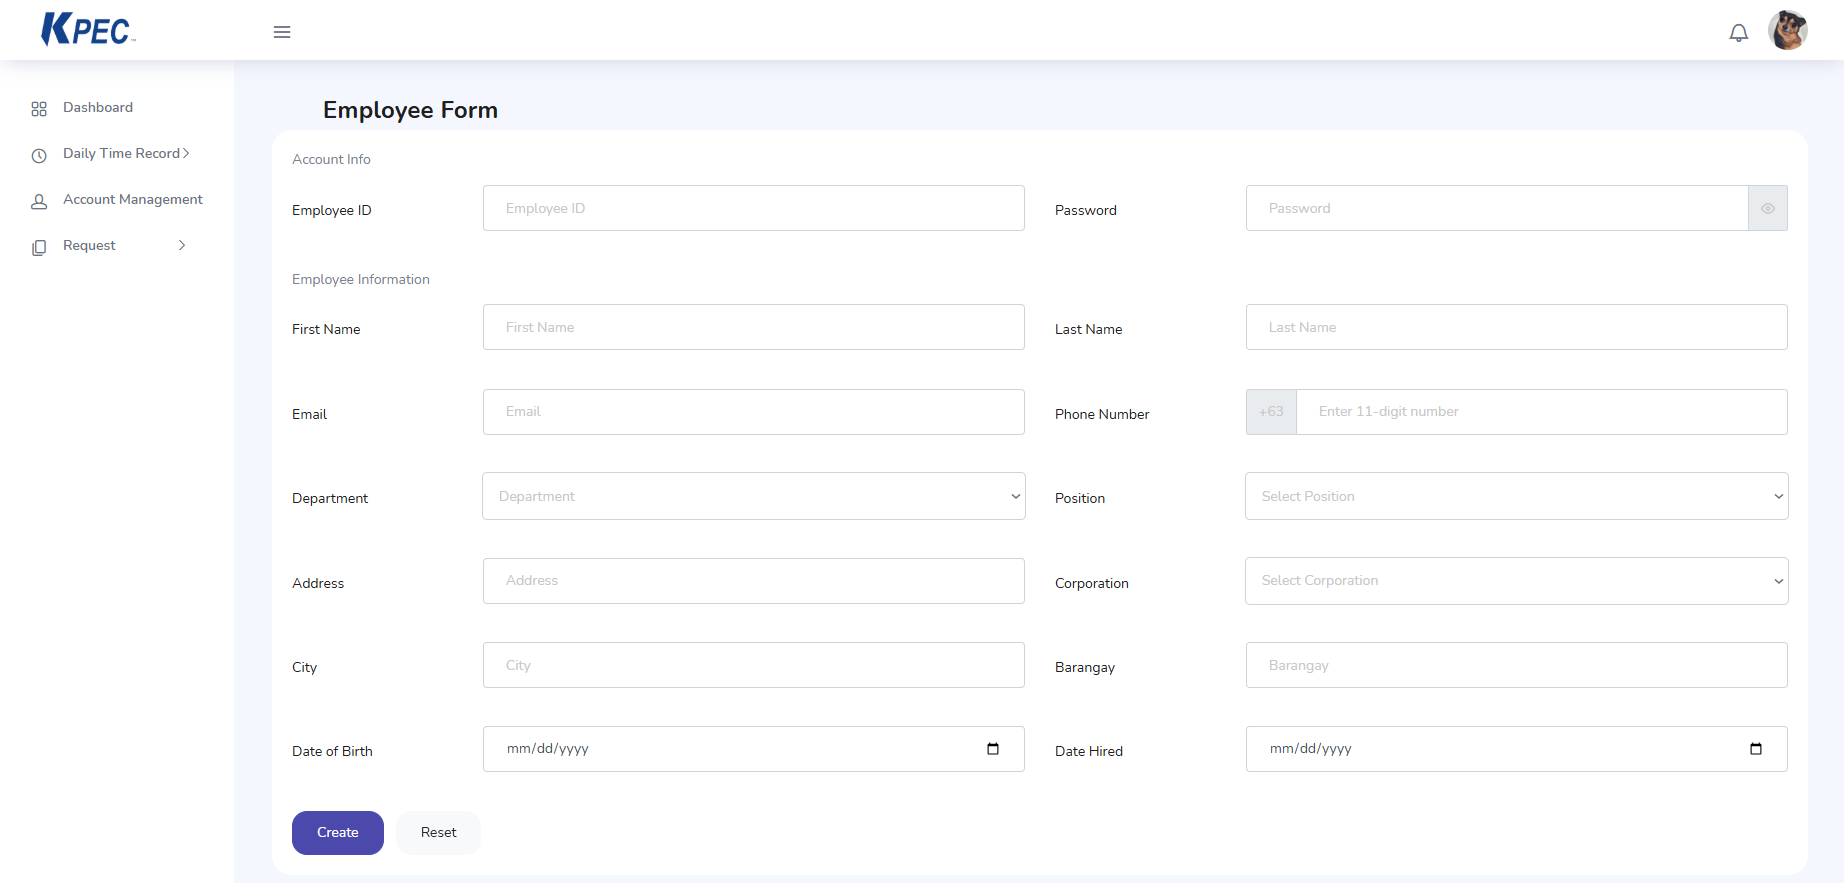 KPEC™
Dashboard
Daily Time Record
Account Management
Request
Employee Form
Account Info
Employee ID Employee ID Password Password
Employee Information
First Name First Name Last Name Last Name
Email Email Phone Number +63 Enter 11-digit number
Department Department Position Select Position
Address Address Corporation Select Corporation
City City Barangay Barangay
Date of Birth mm/dd/yyyy Date Hired mm/dd/yyyy
Create Reset